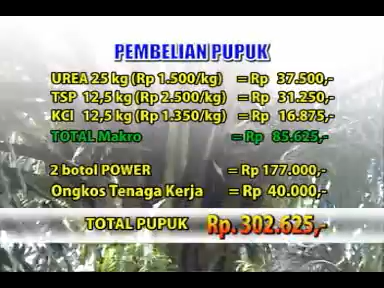 PEMBELIAN PUPUK
UREA 25 kg (Rp 1.500/kg) = Rp 37.500,-
TSP 12,5 kg (Rp 2.500/kg) = Rp 31.250,-
KCl 12,5 kg (Rp 1.350/kg) = Rp 16.875,-
TOTAL Makro = Rp 85.625,-
2 botol POWER = Rp 177.000,-
Ongkos Tenaga Kerja = Rp 40.000,-
TOTAL PUPUK Rp. 302.625,-